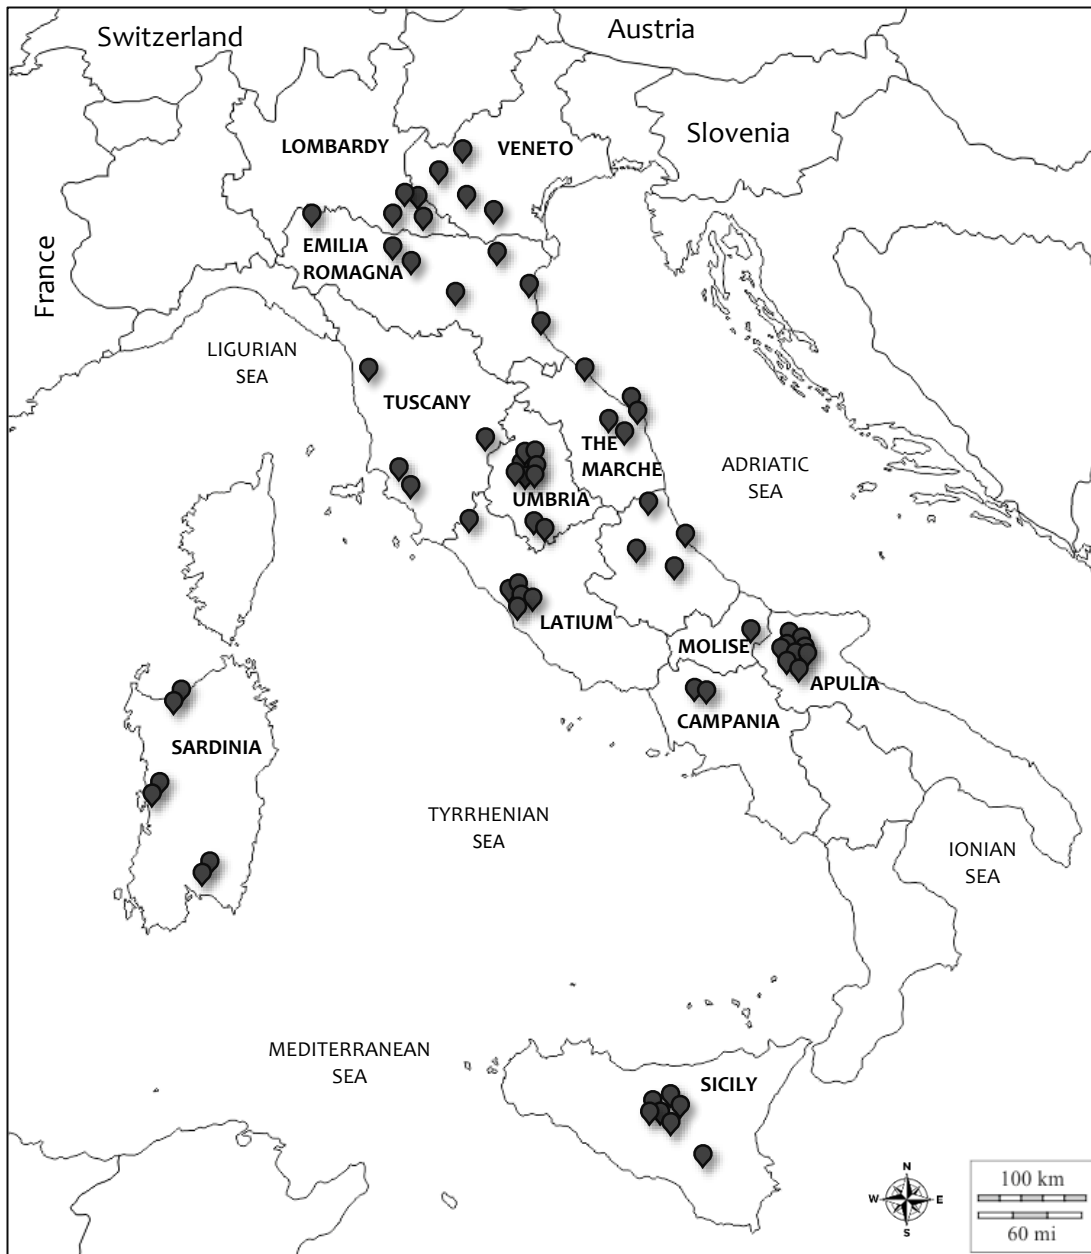 Switzerland
Austria
Slovenia
LOMBARDY
VENETO
France
EMILIA
ROMAGNA
LIGURIAN
SEA
TUSCANY
THE
MARCHE
ADRIATIC
SEA
UMBRIA
LATIUM
MOLISE
APULIA
CAMPANIA
SARDINIA
TYRRHENIAN
SEA
IONIAN
SEA
MEDITERRANEAN
SEA
SICILY
N
W
E
S
100 km
60 mi